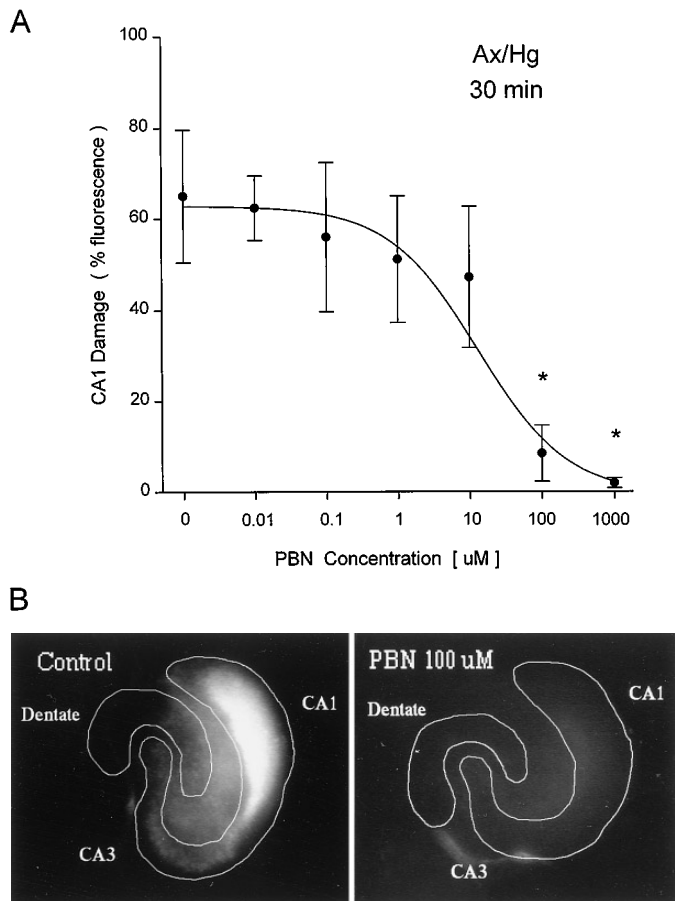 A
Ax/Hg
30 min
CA1 Damage ( % fluorescence )
100
80
60
40
20
0
*
*
0 0.01 0.1 1 10 100 1000
PBN Concentration [ uM ]
B
Control
Dentate
CA1
CA3
PBN 100 uM
Dentate
CA1
CA3